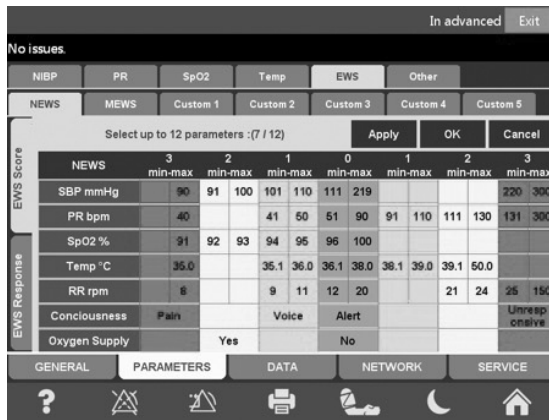 In advanced Exit
No issues.
NIBP PR SpO2 Temp EWS Other
NEWS MEWS Custom 1 Custom 2 Custom 3 Custom 4 Custom 5
Select up to 12 parameters :(7 / 12) Apply OK Cancel
EWS Score
EWS Response
NEWS 3 2 1 0 1 2 3
min-max min-max min-max min-max min-max min-max min-max
SBP mmHg 90 91 100 101 110 111 219 220 300
PR bpm 40 41 50 51 90 91 110 111 130 131 300
SpO2 % 91 92 93 94 95 96 100
Temp °C 35.0 35.1 36.0 36.1 38.0 38.1 39.0 39.1 50.0
RR rpm 8 9 11 12 20 21 24 25 150
Conciousness Pain Voice Alert Unresp
onsive
Oxygen Supply Yes No
GENERAL PARAMETERS DATA NETWORK SERVICE
?